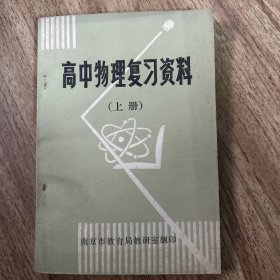 高中物理复习资料
（上册）
南京市教育局教研室翻印